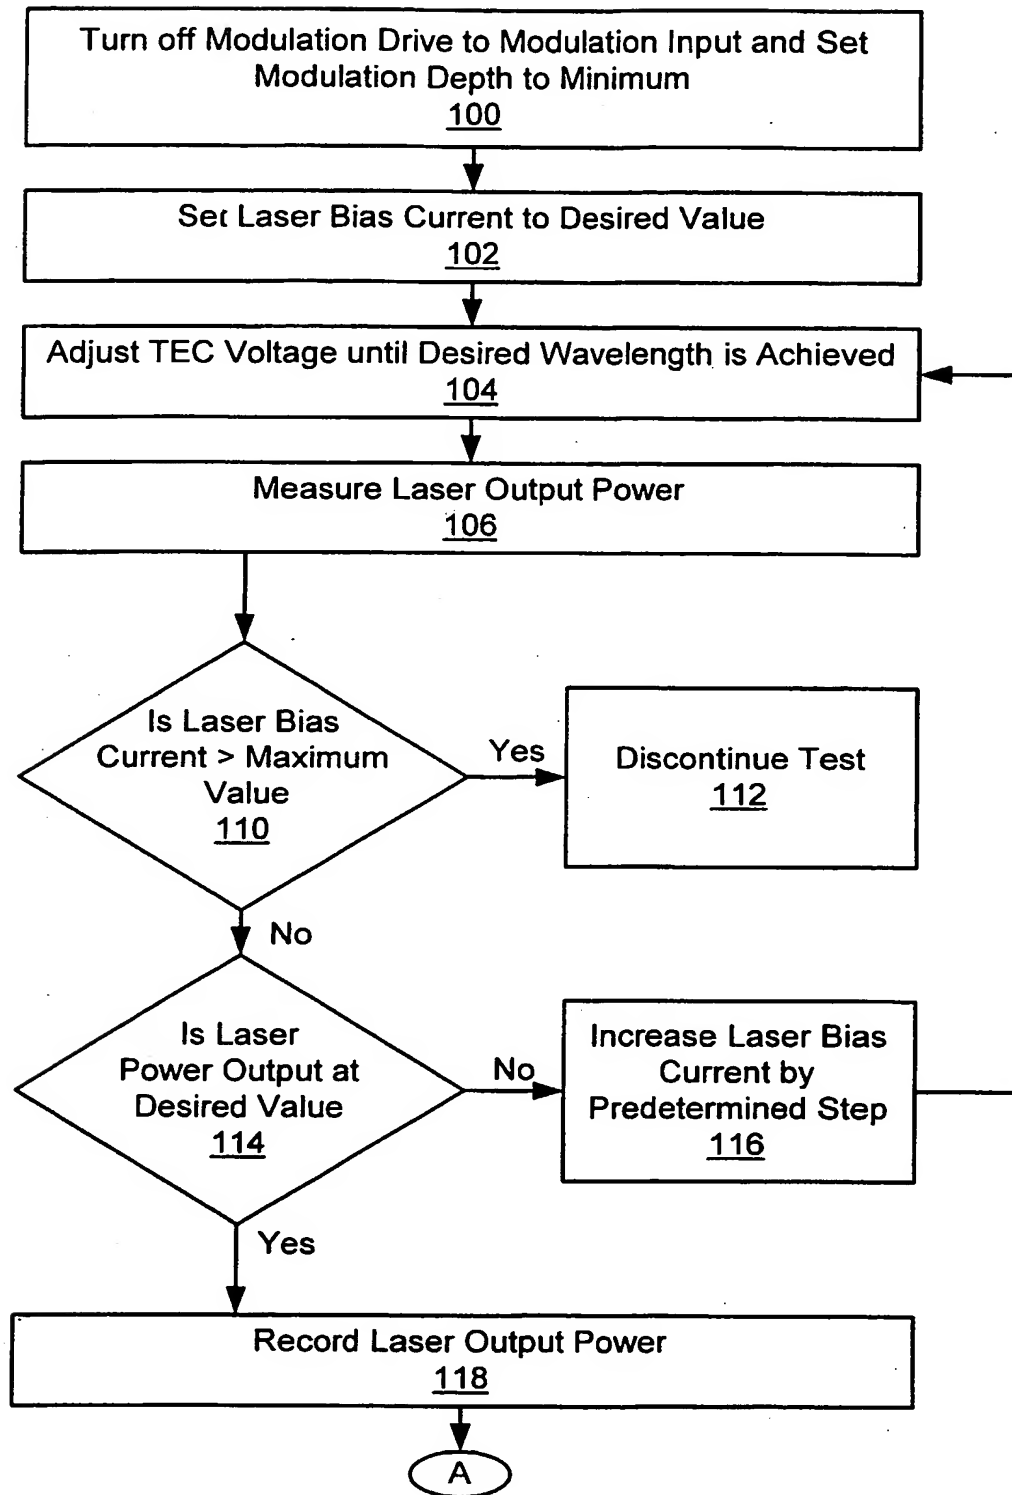 Turn off Modulation Drive to Modulation Input and Set
Modulation Depth to Minimum
100
Set Laser Bias Current to Desired Value
102
Adjust TEC Voltage until Desired Wavelength is Achieved
104
Measure Laser Output Power
106
Is Laser Bias
Current > Maximum
Value
110
Yes
Discontinue Test
112
No
Is Laser
Power Output at
Desired Value
114
No
Increase Laser Bias
Current by
Predetermined Step
116
Yes
Record Laser Output Power
118
A